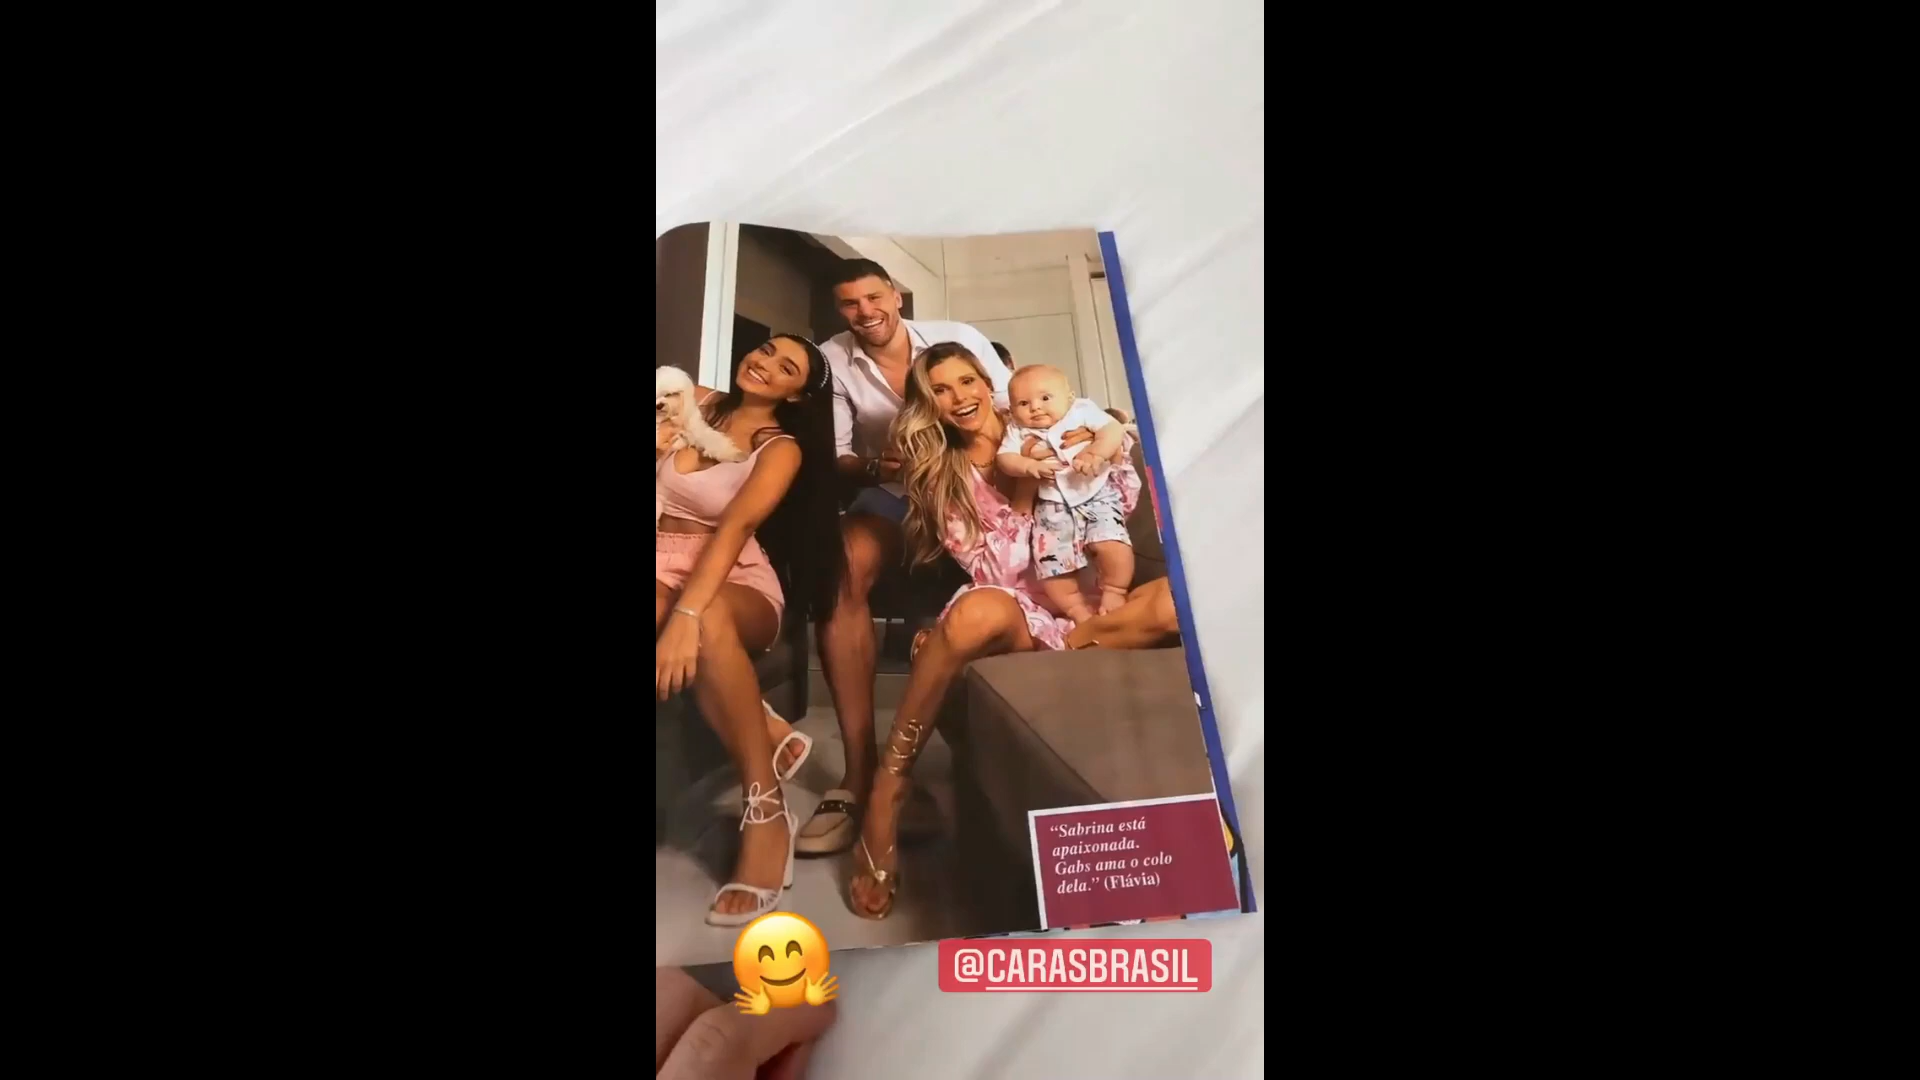 “Sabrina está
apaixonada.
Gabs ama o colo
dela.” (Flávia)
@CARASBRASIL